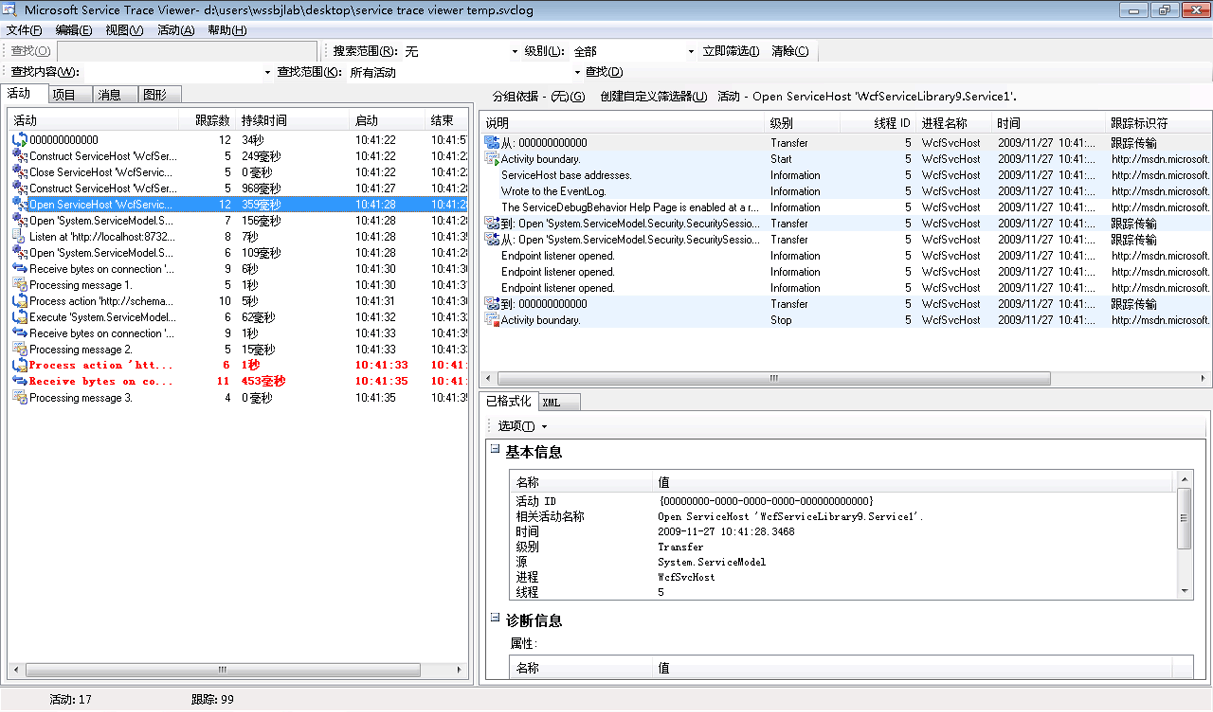 Microsoft Service Trace Viewer- d:\users\wssbjlab\desktop\service trace viewer temp.svclog
文件(F) 编辑(E) 视图(V) 活动(A) 帮助(H)
查找(O) 搜索范围(R): 无 级别(L): 全部 立即筛选(I) 清除(C)
查找内容(W): 查找范围(K): 所有活动 查找(D)
活动 项目 消息 图形
活动 跟踪数 持续时间 启动 结束
000000000000 12 34秒 10:41:22 10:41:5
Construct ServiceHost 'WcfSer... 5 249毫秒 10:41:22 10:41:2
Close ServiceHost 'WcfServic... 5 0毫秒 10:41:22 10:41:2
Construct ServiceHost 'WcfSer... 5 968毫秒 10:41:27 10:41:2
Open ServiceHost 'WcfServic... 12 359毫秒 10:41:28 10:41:2
Open 'System.ServiceModel.S... 7 156毫秒 10:41:28 10:41:2
Listen at 'http://localhost:8732... 8 7秒 10:41:28 10:41:3
Open 'System.ServiceModel.S... 6 109毫秒 10:41:28 10:41:2
Receive bytes on connection '... 9 6秒 10:41:30 10:41:3
Processing message 1. 5 1秒 10:41:30 10:41:3
Process action 'http://schema... 10 5秒 10:41:31 10:41:3
Execute 'System.ServiceModel... 6 62毫秒 10:41:32 10:41:3
Receive bytes on connection '... 9 1秒 10:41:33 10:41:3
Processing message 2. 5 15毫秒 10:41:33 10:41:3
Process action 'htt... 6 1秒 10:41:33 10:41:
Receive bytes on co... 11 453毫秒 10:41:35 10:41:
Processing message 3. 4 0毫秒 10:41:35 10:41:3
分组依据 - (无)(G) 创建自定义筛选器(U) 活动 - Open ServiceHost 'WcfServiceLibrary9.Service1'.
说明 级别 线程 ID 进程名称 时间 跟踪标识符
从: 000000000000 Transfer 5 WcfSvcHost 2009/11/27 10:41:... 跟踪传输
Activity boundary. Start 5 WcfSvcHost 2009/11/27 10:41:... http://msdn.microsoft.
ServiceHost base addresses. Information 5 WcfSvcHost 2009/11/27 10:41:... http://msdn.microsoft.
Wrote to the EventLog. Information 5 WcfSvcHost 2009/11/27 10:41:... http://msdn.microsoft.
The ServiceDebugBehavior Help Page is enabled at a r... Information 5 WcfSvcHost 2009/11/27 10:41:... http://msdn.microsoft.
到: Open 'System.ServiceModel.Security.SecuritySessio... Transfer 5 WcfSvcHost 2009/11/27 10:41:... 跟踪传输
从: Open 'System.ServiceModel.Security.SecuritySessio... Transfer 5 WcfSvcHost 2009/11/27 10:41:... 跟踪传输
Endpoint listener opened. Information 5 WcfSvcHost 2009/11/27 10:41:... http://msdn.microsoft.
Endpoint listener opened. Information 5 WcfSvcHost 2009/11/27 10:41:... http://msdn.microsoft.
Endpoint listener opened. Information 5 WcfSvcHost 2009/11/27 10:41:... http://msdn.microsoft.
到: 000000000000 Transfer 5 WcfSvcHost 2009/11/27 10:41:... 跟踪传输
Activity boundary. Stop 5 WcfSvcHost 2009/11/27 10:41:... http://msdn.microsoft.
已格式化 XML
选项(T)
基本信息
名称 值
活动 ID {00000000-0000-0000-0000-000000000000}
相关活动名称 Open ServiceHost 'WcfServiceLibrary9.Service1'.
时间 2009-11-27 10:41:28.3468
级别 Transfer
源 System.ServiceModel
进程 WcfSvcHost
线程 5
诊断信息
属性:
名称 值
活动: 17 跟踪: 99